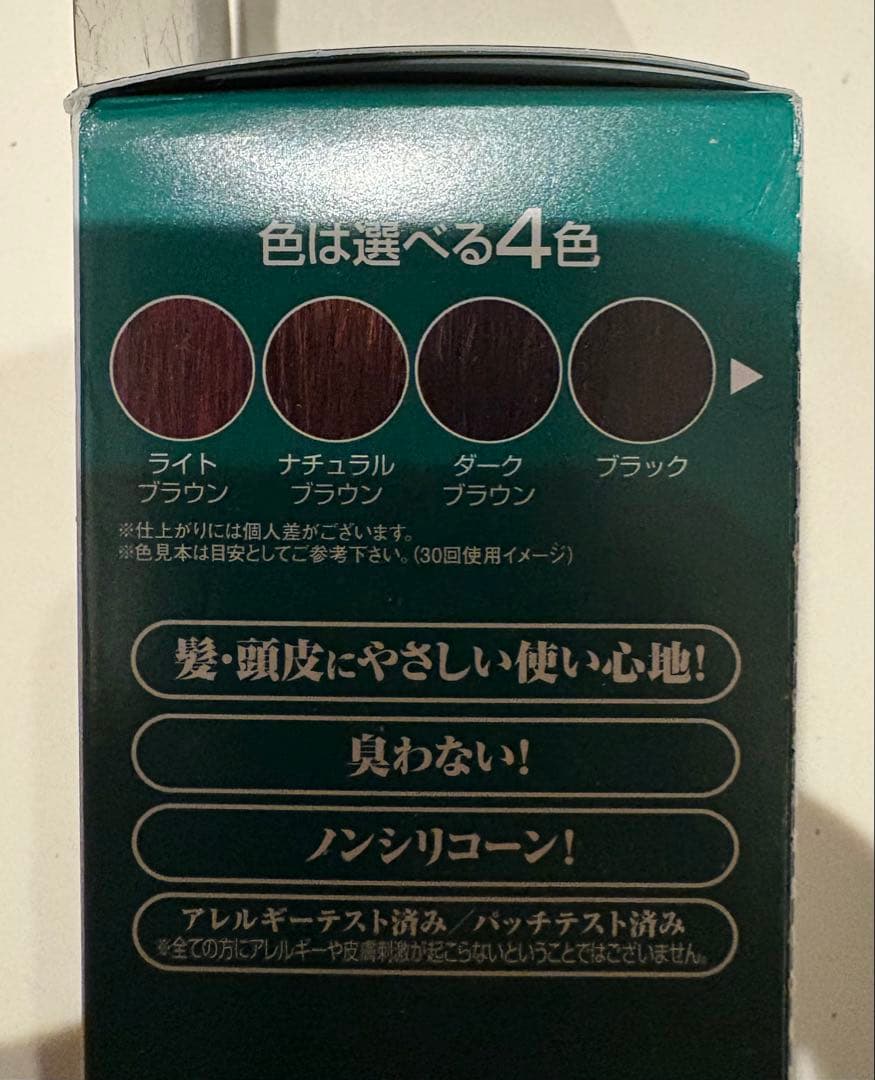 色は選べる4色
ライト
ブラウン
ナチュラル
ブラウン
ダーク
ブラウン
ブラック
※仕上がりには個人差がございます。
※色見本は目安としてご参考下さい。(30回使用イメージ)
髪・頭皮にやさしい使い心地!
臭わない!
ノンシリコーン!
アレルギーテスト済み/パッチテスト済み
※全ての方にアレルギーや皮膚刺激が起こらないということではございません。